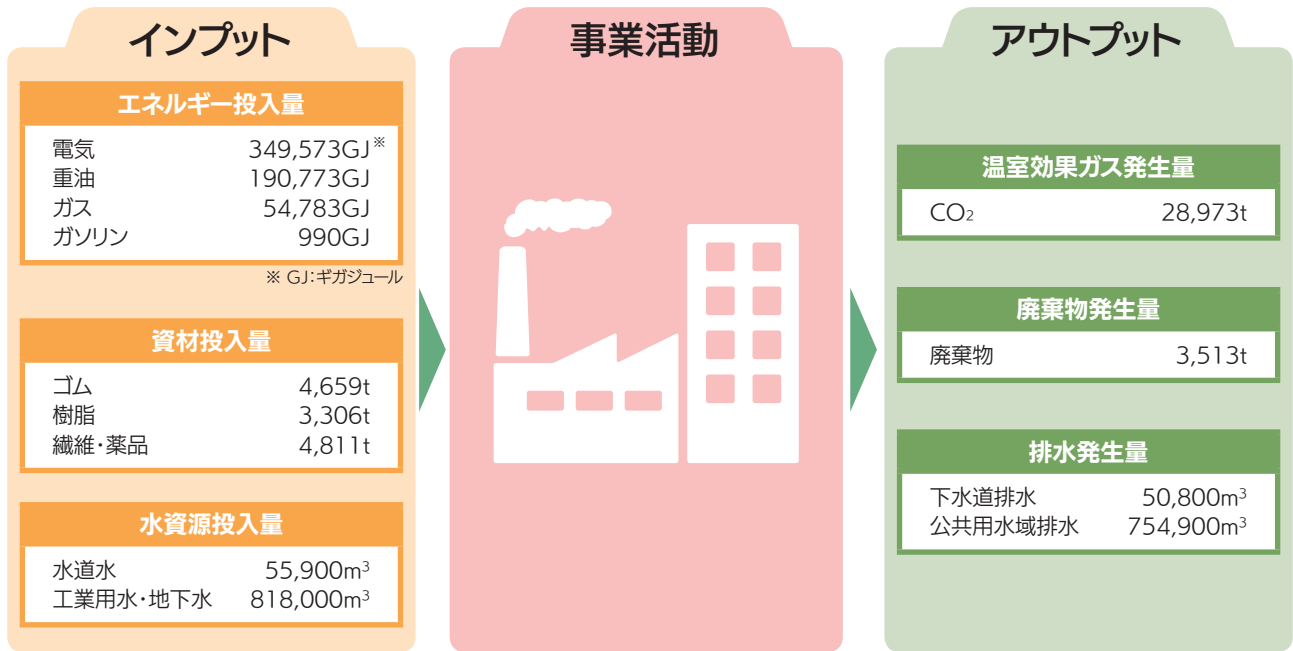 インプット
エネルギー投入量
電気 349,573GJ※
重油 190,773GJ
ガス 54,783GJ
ガソリン 990GJ
※ GJ:ギガジュール
資材投入量
ゴム 4,659t
樹脂 3,306t
繊維・薬品 4,811t
水資源投入量
水道水 55,900m³
工業用水・地下水 818,000m³
事業活動
アウトプット
温室効果ガス発生量
CO₂ 28,973t
廃棄物発生量
廃棄物 3,513t
排水発生量
下水道排水 50,800m³
公共用水域排水 754,900m³